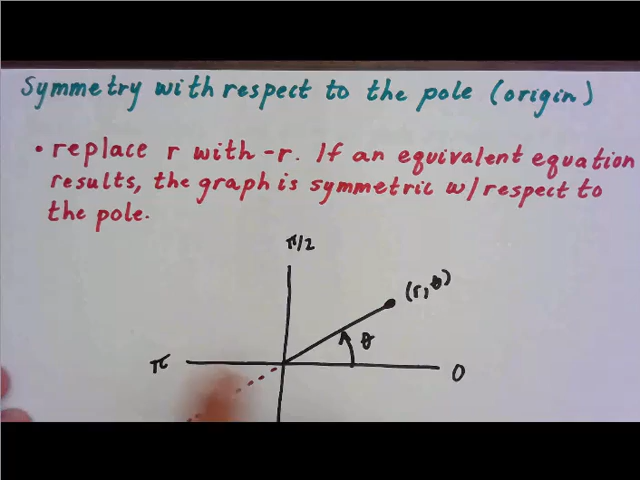 Symmetry with respect to the pole (origin)
• replace r with -r. If an equivalent equation
results, the graph is symmetric w/ respect to
the pole.
π/2
(r, θ)
θ
π
0